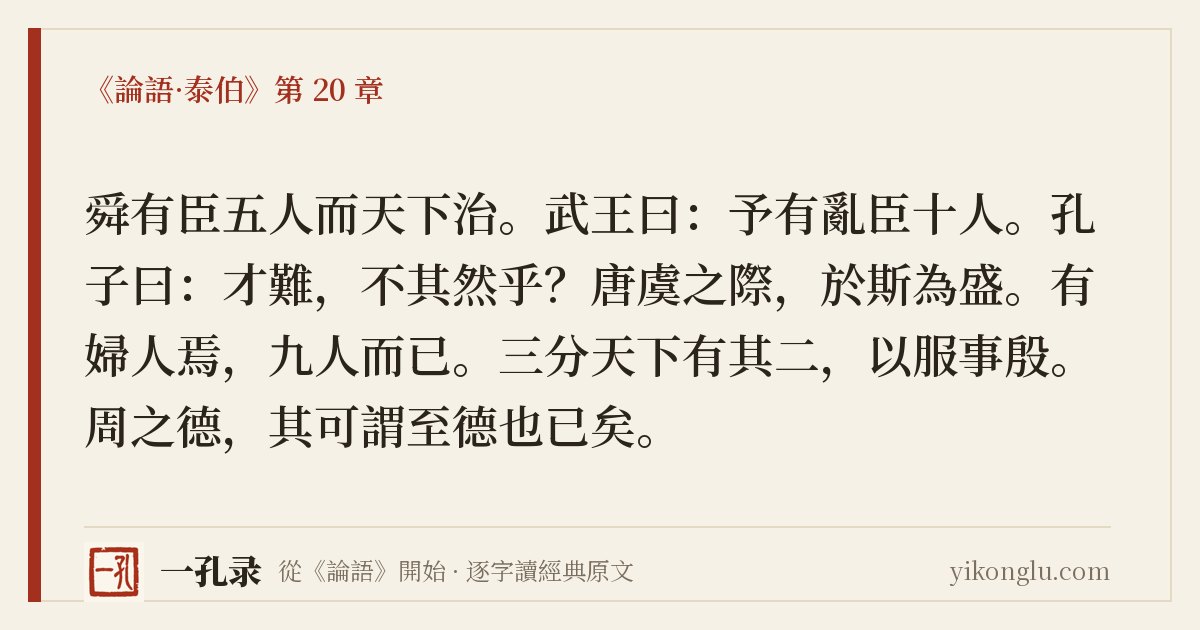 《論語·泰伯》第 20 章
舜有臣五人而天下治。武王曰：予有亂臣十人。孔
子曰：才難，不其然乎？唐虞之際，於斯為盛。有
婦人焉，九人而已。三分天下有其二，以服事殷。
周之德，其可謂至德也已矣。
一孔
一孔录 從《論語》開始 · 逐字讀經典原文 yikonglu.com